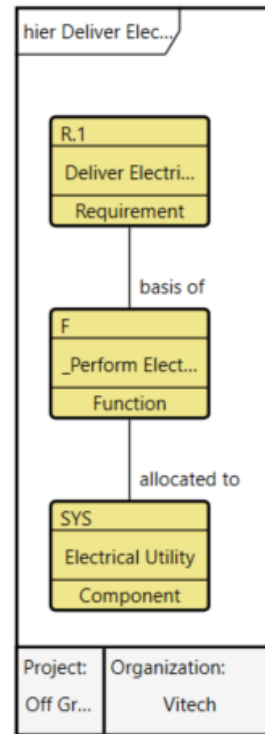 hier Deliver Elec...
R.1
Deliver Electri...
Requirement
basis of
F
_Perform Elect...
Function
allocated to
SYS
Electrical Utility
Component
Project: Organization:
Off Gr... Vitech